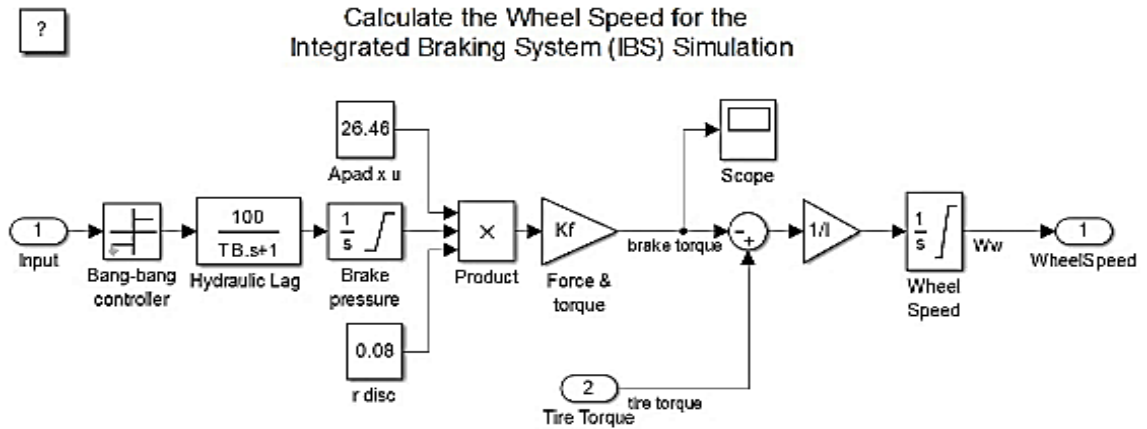 ?
Calculate the Wheel Speed for the
Integrated Braking System (IBS) Simulation
26.46
Apad x u
Scope
1
Input
Bang-bang
controller
100
TB.s+1
Hydraulic Lag
1
s
Brake
pressure
×
Product
Kf
Force &
torque
brake torque
-
+
1/I
1
s
Wheel
Speed
Ww
1
WheelSpeed
0.08
r disc
2
Tire Torque
tire torque